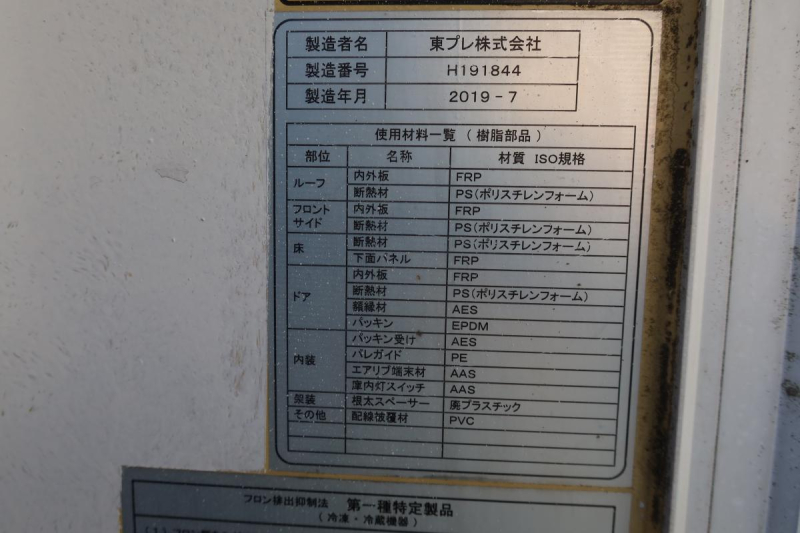 製造者名 東プレ株式会社
製造番号 H191844
製造年月 2019-7
使用材料一覧（樹脂部品）
部位 名称 材質 ISO規格
ルーフ 内外板 FRP
断熱材 PS(ポリスチレンフォーム)
フロント サイド 内外板 FRP
断熱材 PS(ポリスチレンフォーム)
床 断熱材 PS(ポリスチレンフォーム)
下面パネル FRP
ドア 内外板 FRP
断熱材 PS(ポリスチレンフォーム)
額縁材 AES
パッキン EPDM
内装 パッキン受け AES
パレガイド PE
エアリブ端末材 AAS
庫内灯スイッチ AAS
架装 根太スペーサー 廃プラスチック
その他 配線被覆材 PVC
フロン排出抑制法 第一種特定製品
（冷凍・冷蔵機器）